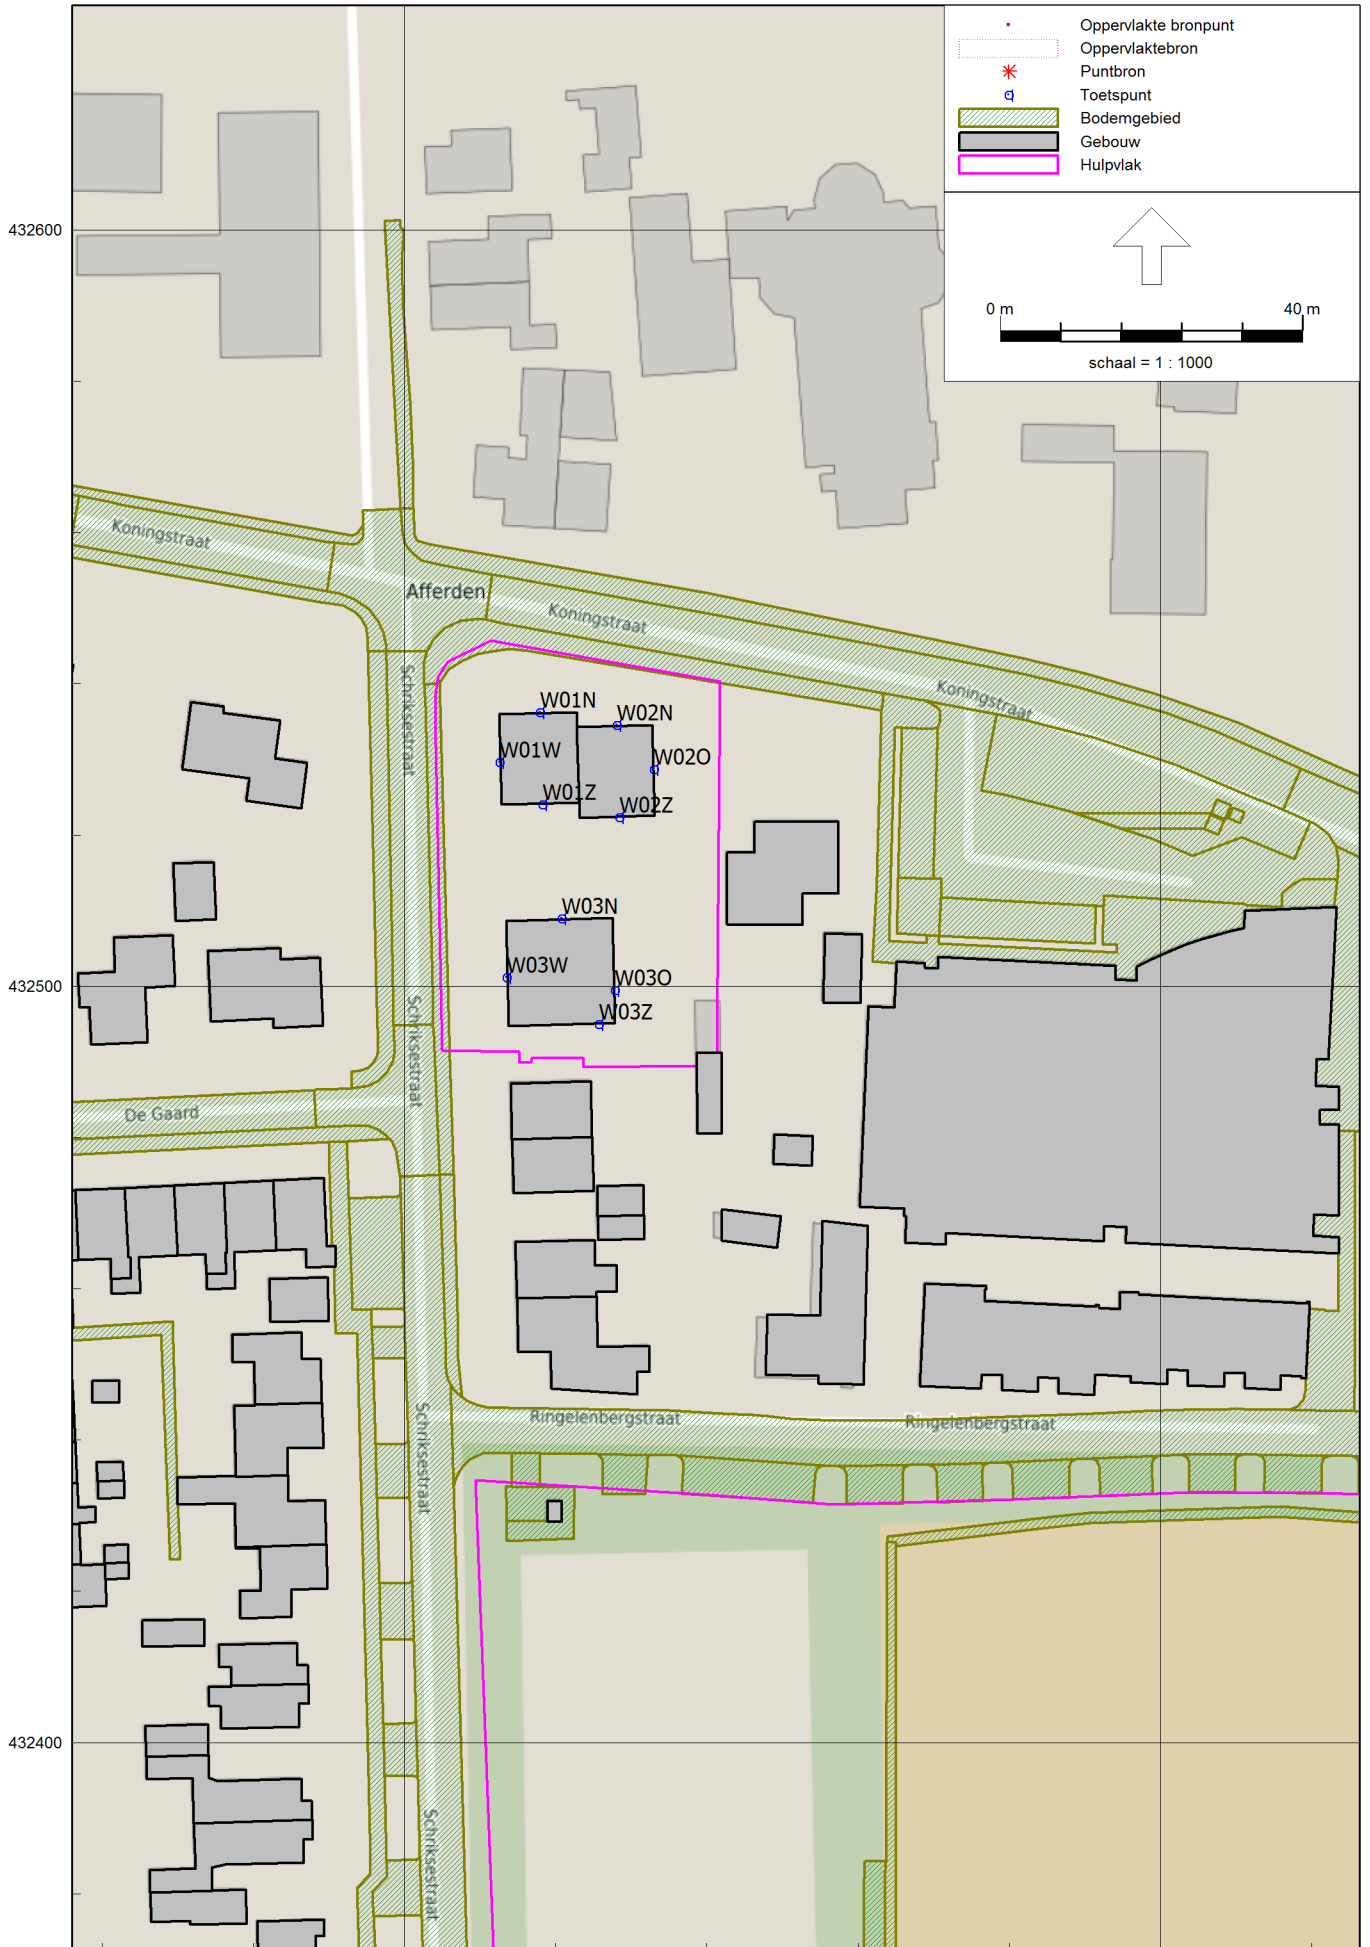 Oppervlakte bronpunt
Oppervlaktebron
Puntbron
Toetspunt
Bodemgebied
Gebouw
Hulpvlak
432600
0 m 40 m
schaal = 1 : 1000
Koningstraat
Afferden
Koningstraat
Koningstraat
Schriksestraat
W01N
W02N
W01W
W02O
W01Z
W02Z
W03N
W03W
W03O
432500
W03Z
Schriksestraat
De Gaard
Ringelenbergstraat
Ringelenbergstraat
Schriksestraat
432400
Schriksestraat